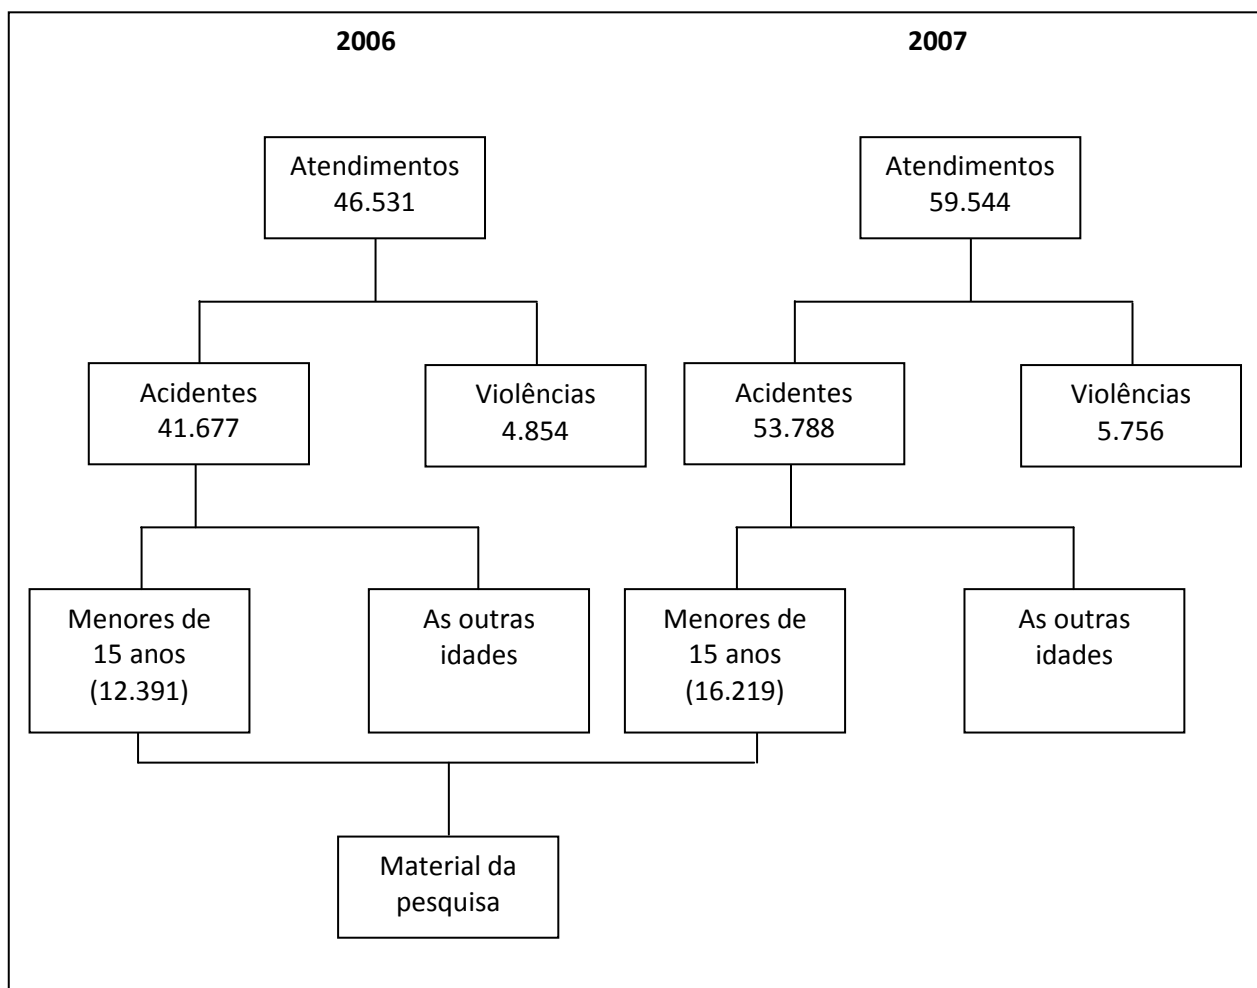 2006
2007
Atendimentos
46.531
Atendimentos
59.544
Acidentes
41.677
Violências
4.854
Acidentes
53.788
Violências
5.756
Menores de
15 anos
(12.391)
As outras
idades
Menores de
15 anos
(16.219)
As outras
idades
Material da
pesquisa